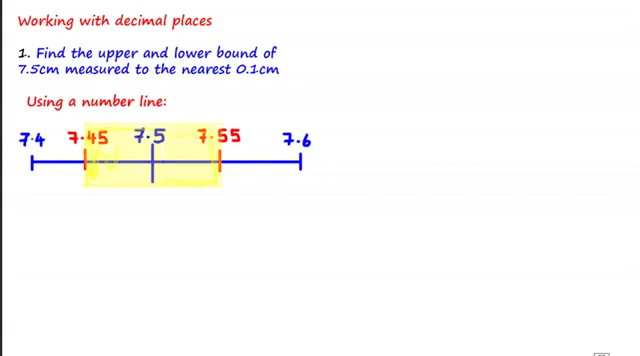 Working with decimal places
1. Find the upper and lower bound of
7.5cm measured to the nearest 0.1cm
Using a number line:
7.4 7.45 7.5 7.55 7.6